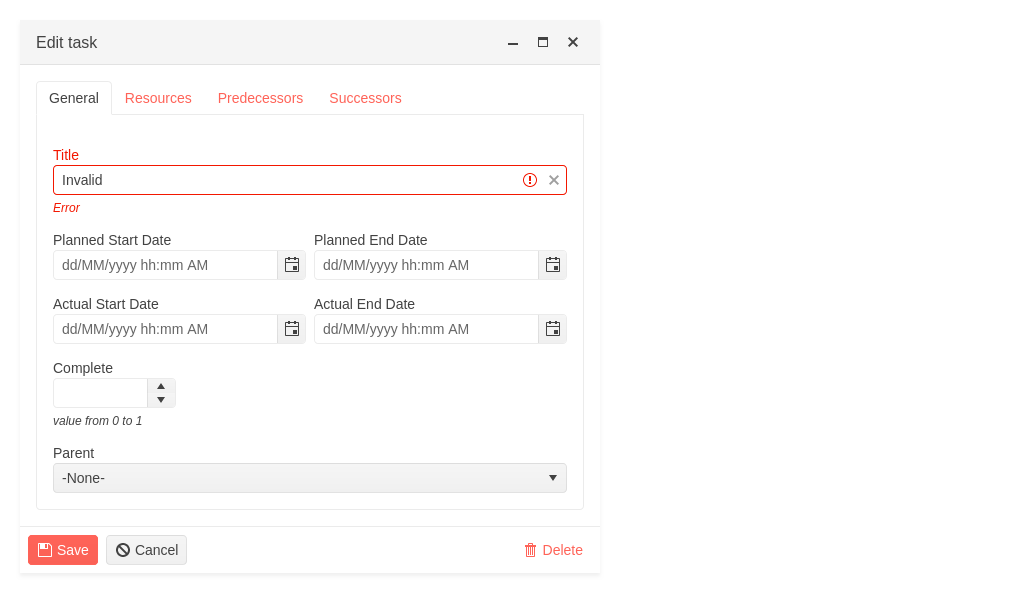 Edit task
General Resources Predecessors Successors
Title
Invalid
Error
Planned Start Date Planned End Date
dd/MM/yyyy hh:mm AM dd/MM/yyyy hh:mm AM
Actual Start Date Actual End Date
dd/MM/yyyy hh:mm AM dd/MM/yyyy hh:mm AM
Complete
value from 0 to 1
Parent
-None-
Save Cancel Delete